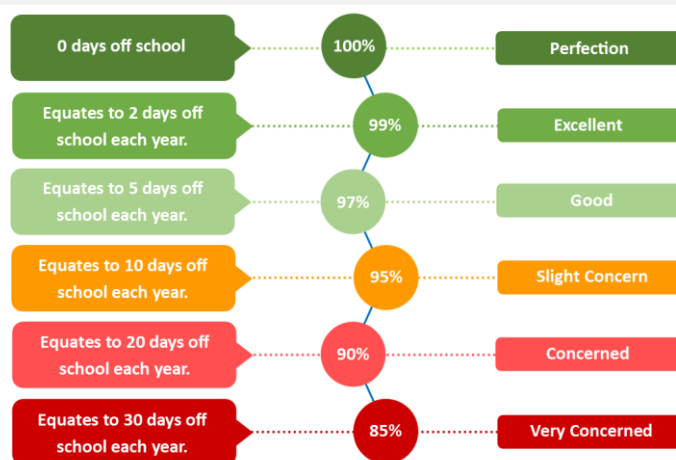 0 days off school
100%
Perfection
Equates to 2 days off
school each year.
99%
Excellent
Equates to 5 days off
school each year.
97%
Good
Equates to 10 days off
school each year.
95%
Slight Concern
Equates to 20 days off
school each year.
90%
Concerned
Equates to 30 days off
school each year.
85%
Very Concerned